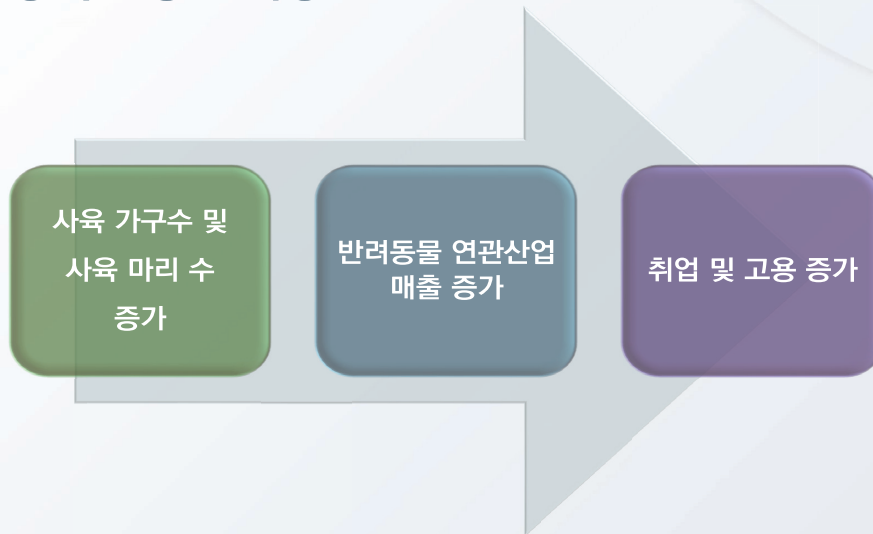 사육 가구수 및
사육 마리 수
증가
반려동물 연관산업
매출 증가
취업 및 고용 증가